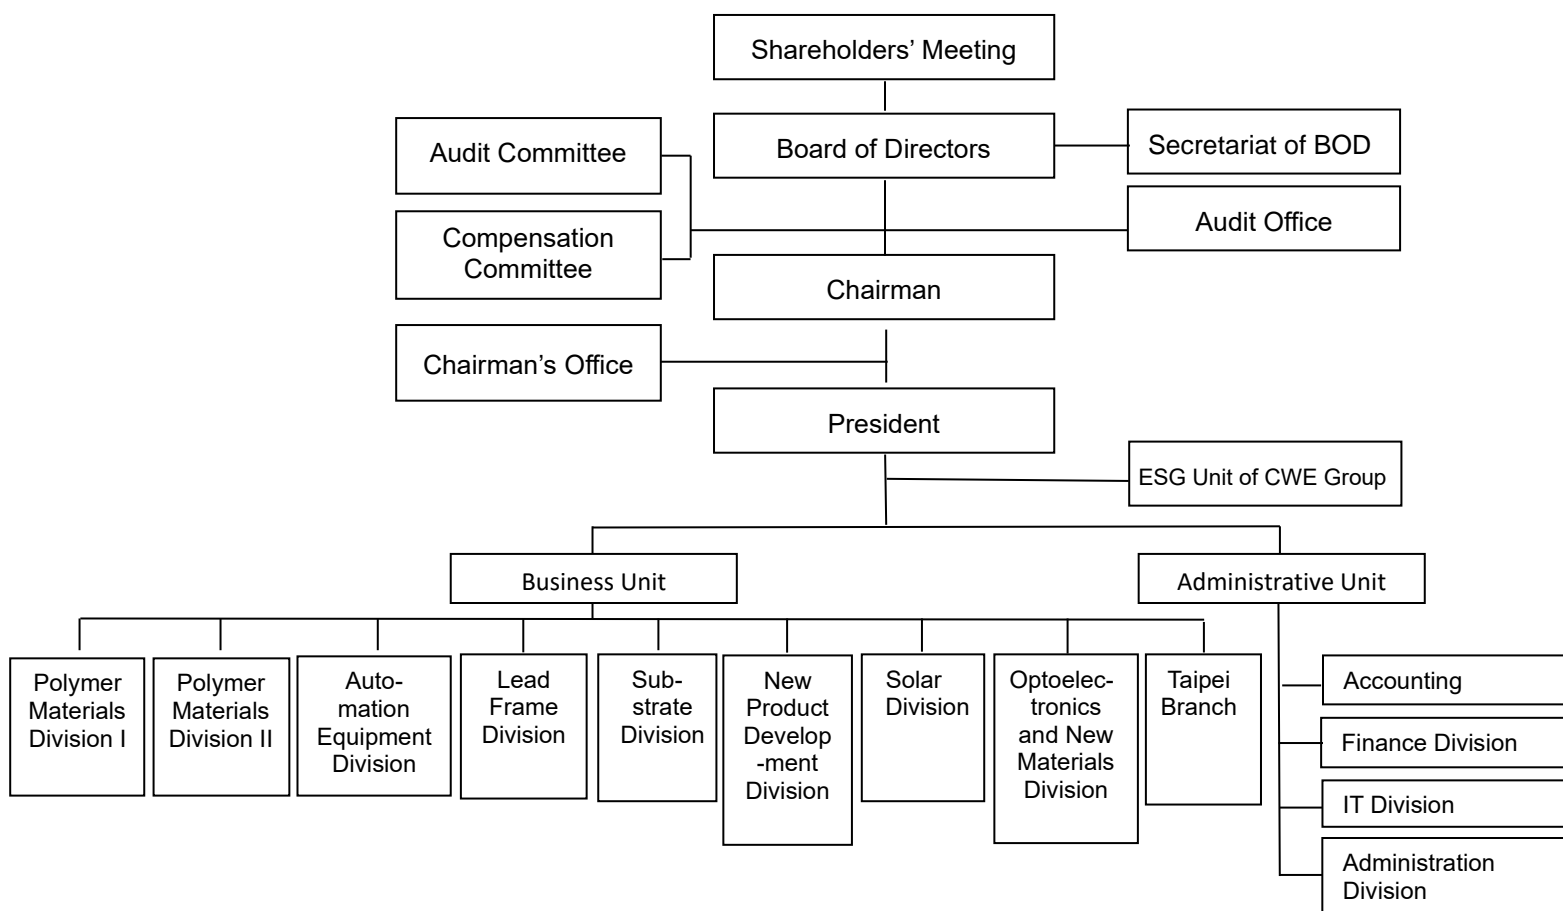 Shareholders’ Meeting
Audit Committee
Board of Directors
Secretariat of BOD
Compensation
Committee
Audit Office
Chairman
Chairman’s Office
President
ESG Unit of CWE Group
Business Unit
Administrative Unit
Polymer
Materials
Division I
Polymer
Materials
Division II
Auto-
mation
Equipment
Division
Lead
Frame
Division
Sub-
strate
Division
New
Product
Develop
-ment
Division
Solar
Division
Optoelec-
tronics
and New
Materials
Division
Taipei
Branch
Accounting
Finance Division
IT Division
Administration
Division